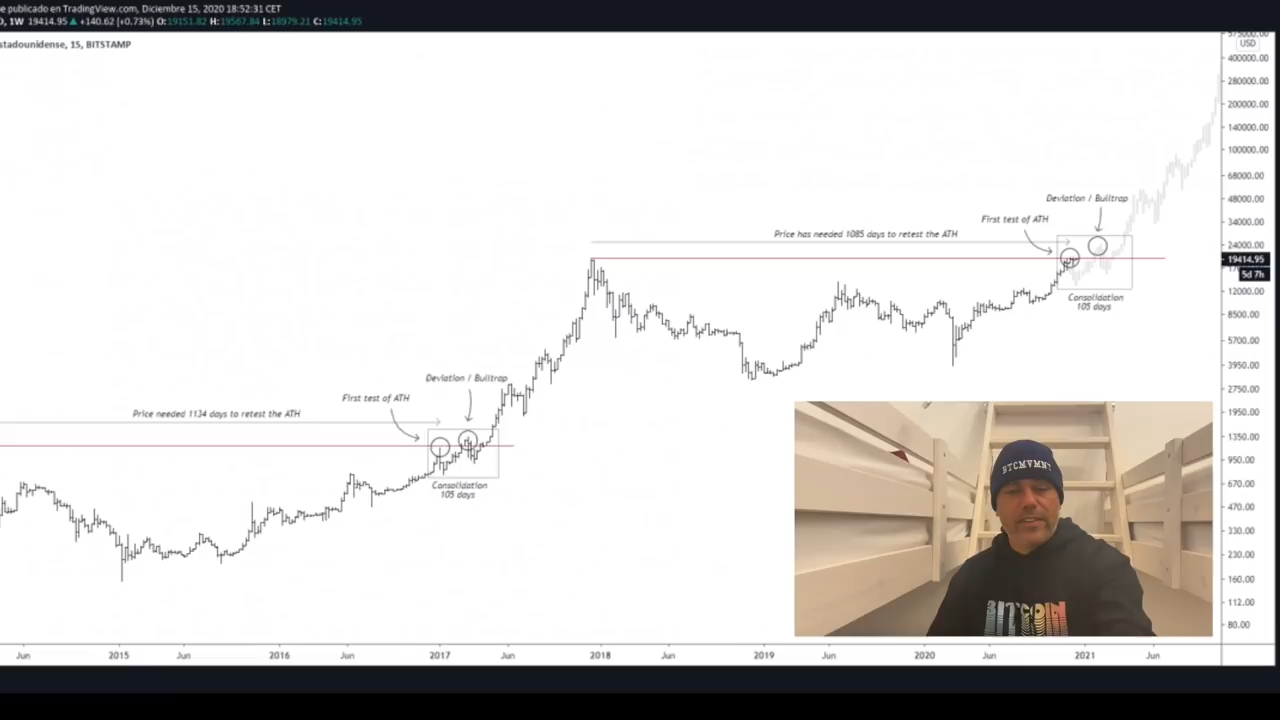 e publicado en TradingView.com, Diciembre 15, 2020 18:52:31 CET
D, 1W 19414.95 ▲ +140.62 (+0.73%) O:19151.82 H:19567.84 L:18979.21 C:19414.95
stadounidense, 15, BITSTAMP
575000.00
USD
400000.00
280000.00
200000.00
140000.00
100000.00
68000.00
48000.00
34000.00
24000.00
19414.95
5d 7h
12000.00
8500.00
5700.00
3950.00
2750.00
1950.00
1350.00
950.00
670.00
470.00
330.00
230.00
160.00
112.00
80.00
Deviation / Bulltrap
First test of ATH
Price has needed 1085 days to retest the ATH
Consolidation
105 days
Deviation / Bulltrap
First test of ATH
Price needed 1134 days to retest the ATH
Consolidation
105 days
BTCMVMNT
BITCOIN
Jun 2015 Jun 2016 Jun 2017 Jun 2018 Jun 2019 Jun 2020 Jun 2021 Jun